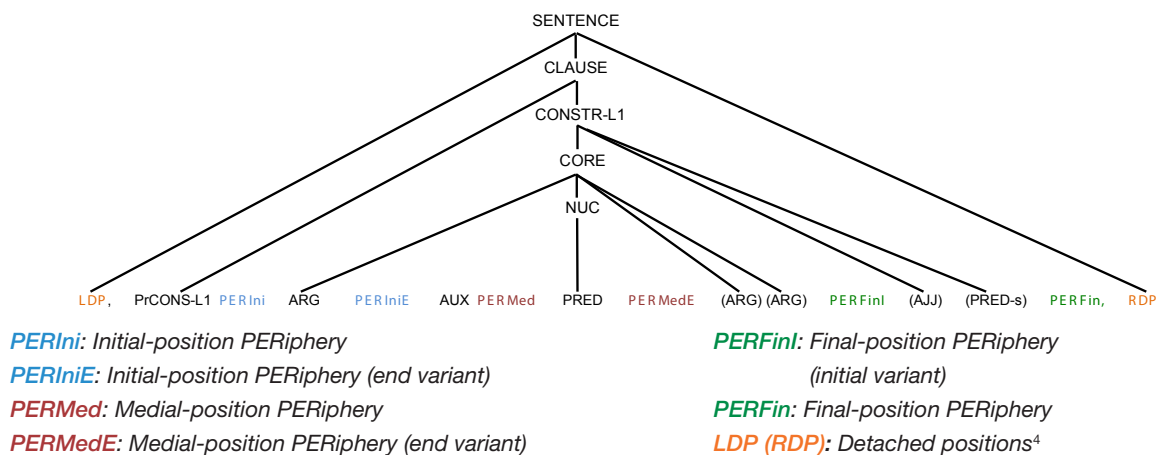 SENTENCE
CLAUSE
CONSTR-L1
CORE
NUC
LDP, PrCONS-L1 PERIni ARG PERIniE AUX PERMed PRED PERMedE (ARG) (ARG) PERFinI (AJJ) (PRED-s) PERFin, RDP
PERIni: Initial-position PERiphery
PERIniE: Initial-position PERiphery (end variant)
PERMed: Medial-position PERiphery
PERMedE: Medial-position PERiphery (end variant)
PERFinI: Final-position PERiphery
(initial variant)
PERFin: Final-position PERiphery
LDP (RDP): Detached positions⁴